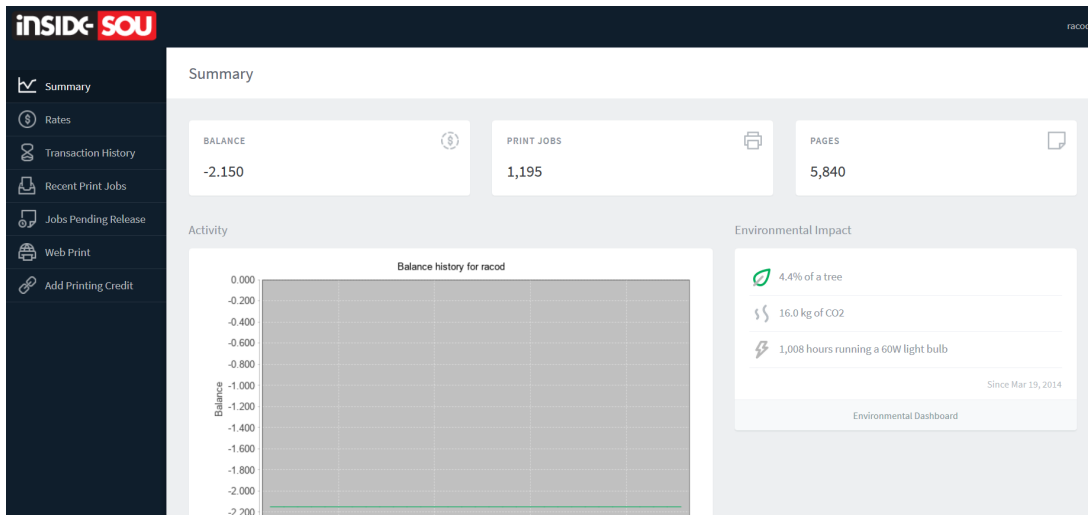 INSIDE SOU
racod
Summary
Summary
Rates
Transaction History
Recent Print Jobs
Jobs Pending Release
Web Print
Add Printing Credit
BALANCE
-2.150
PRINT JOBS
1,195
PAGES
5,840
Activity
Balance history for racod
0.000
-0.200
-0.400
-0.600
-0.800
-1.000
-1.200
-1.400
-1.600
-1.800
-2.000
-2.200
Balance
Environmental Impact
4.4% of a tree
16.0 kg of CO2
1,008 hours running a 60W light bulb
Since Mar 19, 2014
Environmental Dashboard